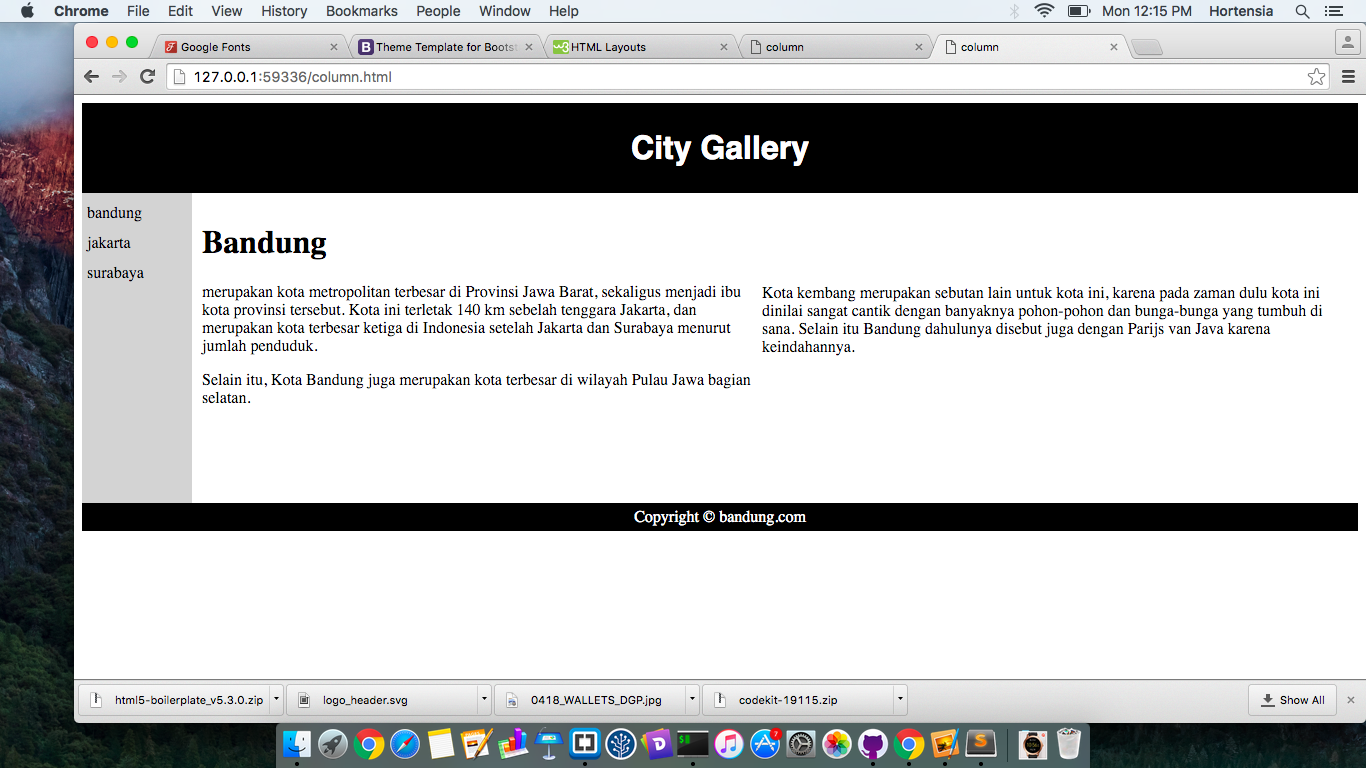 Chrome File Edit View History Bookmarks People Window Help Mon 12:15 PM Hortensia
Google Fonts Theme Template for Bootst HTML Layouts column column
127.0.0.1:59336/column.html
City Gallery
bandung
jakarta
surabaya
Bandung
merupakan kota metropolitan terbesar di Provinsi Jawa Barat, sekaligus menjadi ibu
kota provinsi tersebut. Kota ini terletak 140 km sebelah tenggara Jakarta, dan
merupakan kota terbesar ketiga di Indonesia setelah Jakarta dan Surabaya menurut
jumlah penduduk.
Selain itu, Kota Bandung juga merupakan kota terbesar di wilayah Pulau Jawa bagian
selatan.
Kota kembang merupakan sebutan lain untuk kota ini, karena pada zaman dulu kota ini
dinilai sangat cantik dengan banyaknya pohon-pohon dan bunga-bunga yang tumbuh di
sana. Selain itu Bandung dahulunya disebut juga dengan Parijs van Java karena
keindahannya.
Copyright © bandung.com
html5-boilerplate_v5.3.0.zip logo_header.svg 0418_WALLETS_DGP.jpg codekit-19115.zip Show All
7